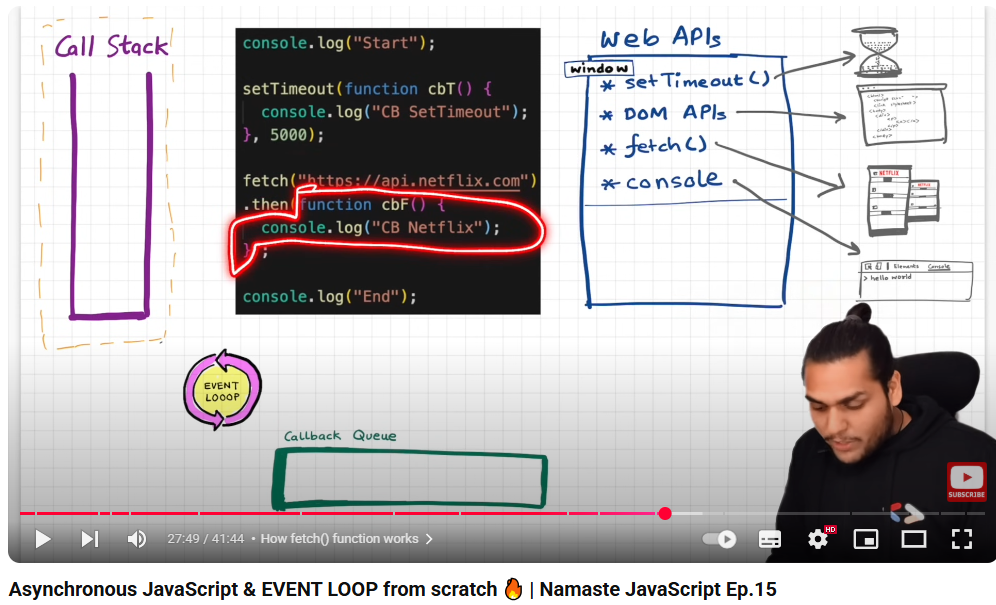 Call Stack
console.log("Start");
setTimeout(function cbT() {
console.log("CB SetTimeout");
}, 5000);
fetch("https://api.netflix.com")
.then(function cbF() {
console.log("CB Netflix");
} ;
console.log("End");
Web APIs
window
* setTimeout()
* DOM APIs
* fetch()
* console
NETFLIX
NETFLIX
Elements Console
> hello world
EVENT
LOOOP
Callback Queue
SUBSCRIBE
27:49 / 41:44 • How fetch() function works
HD
Asynchronous JavaScript & EVENT LOOP from scratch 🔥 | Namaste JavaScript Ep.15